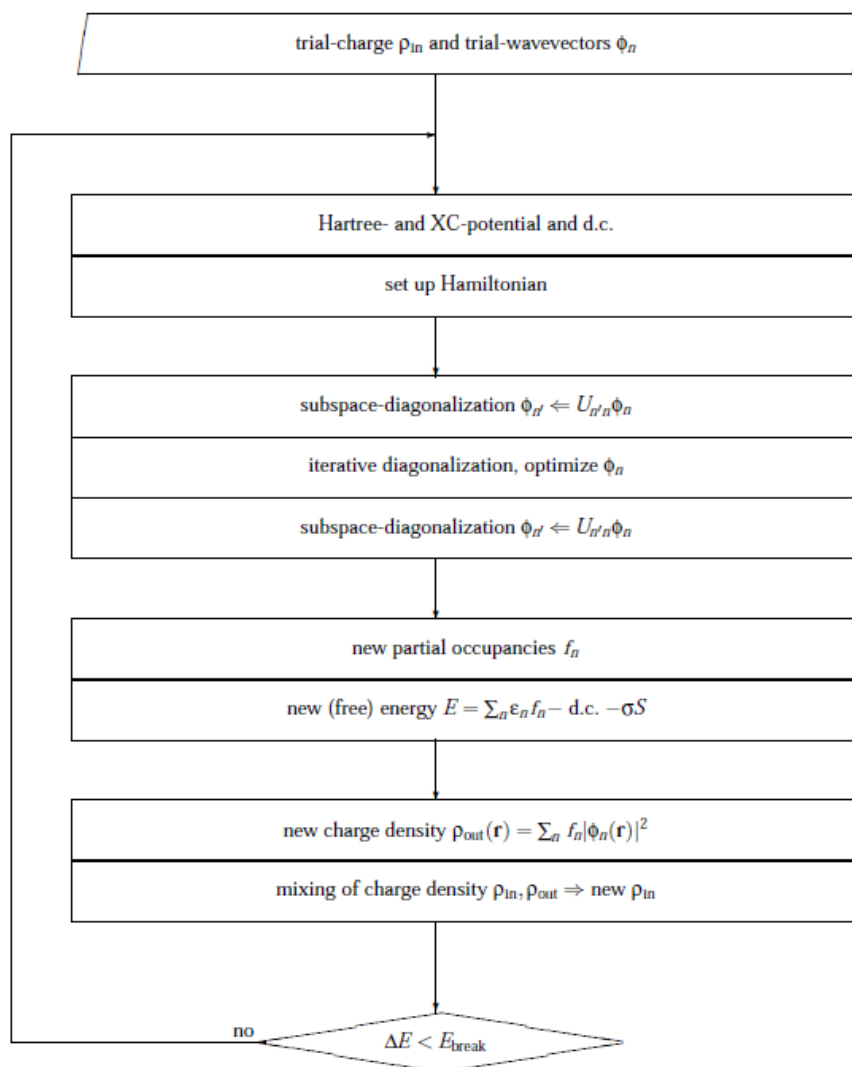 trial-charge ρin and trial-wavevectors ϕn
Hartree- and XC-potential and d.c.
set up Hamiltonian
subspace-diagonalization ϕn′ ⇐ Un′nϕn
iterative diagonalization, optimize ϕn
subspace-diagonalization ϕn′ ⇐ Un′nϕn
new partial occupancies fn
new (free) energy E = ∑n εn fn − d.c. −σS
new charge density ρout(r) = ∑n fn|ϕn(r)|²
mixing of charge density ρin, ρout ⇒ new ρin
no
ΔE < Ebreak